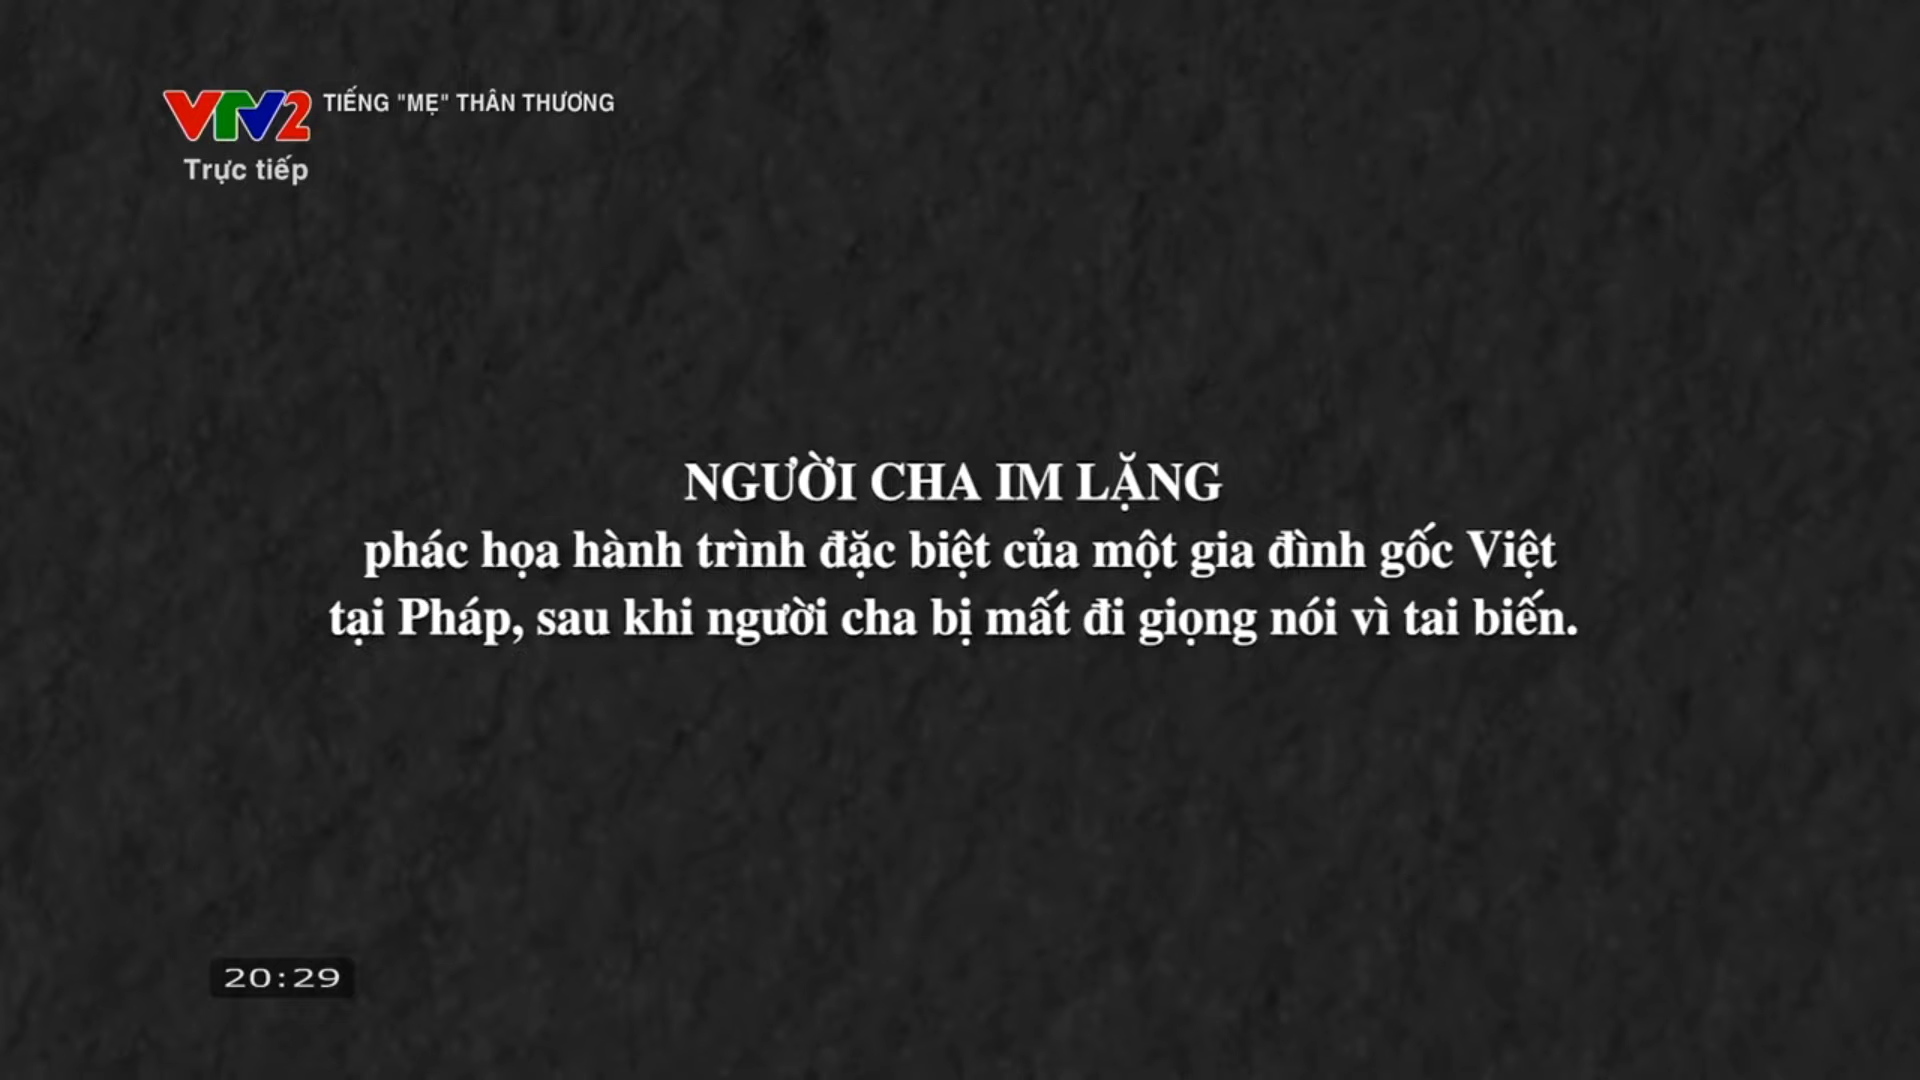 VTV2 TIẾNG "MẸ" THÂN THƯƠNG
Trực tiếp
NGƯỜI CHA IM LẶNG
phác họa hành trình đặc biệt của một gia đình gốc Việt
tại Pháp, sau khi người cha bị mất đi giọng nói vì tai biến.
20:29